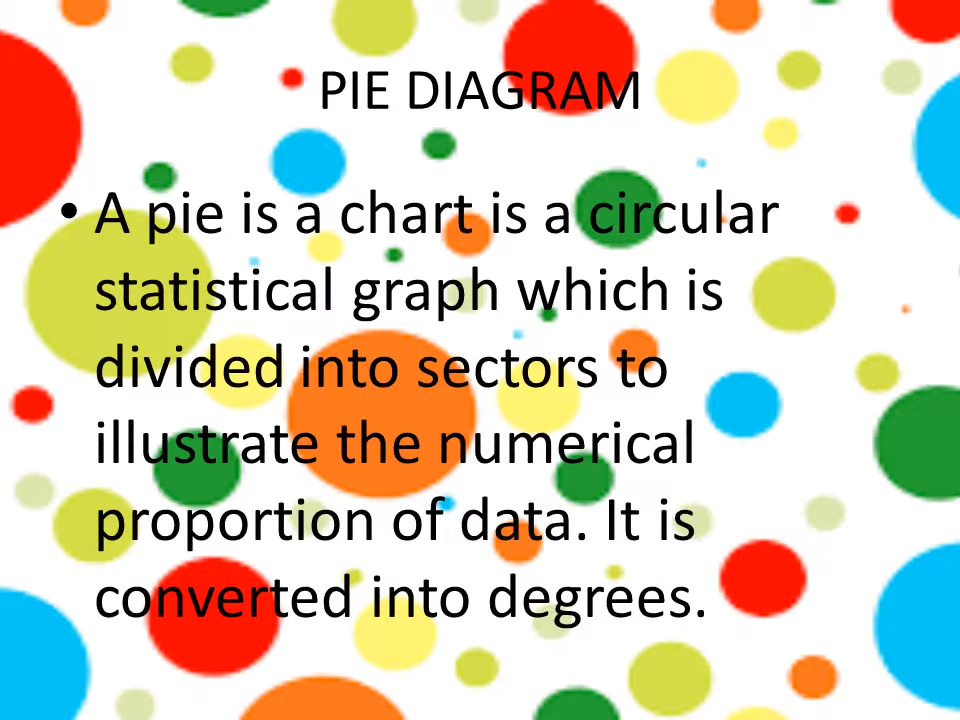 PIE DIAGRAM
• A pie is a chart is a circular
statistical graph which is
divided into sectors to
illustrate the numerical
proportion of data. It is
converted into degrees.